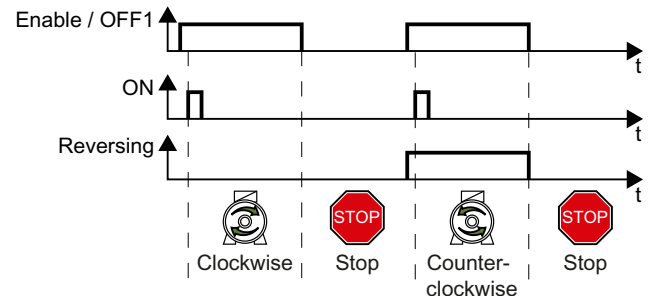 Enable / OFF1
t
ON
t
Reversing
t
STOP
STOP
Clockwise
Stop
Counter-
clockwise
Stop